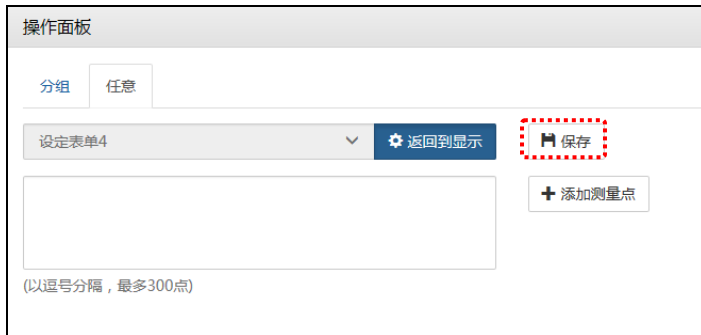 操作面板
分组 任意
设定表单4 返回到显示 保存
添加测量点
(以逗号分隔，最多300点)